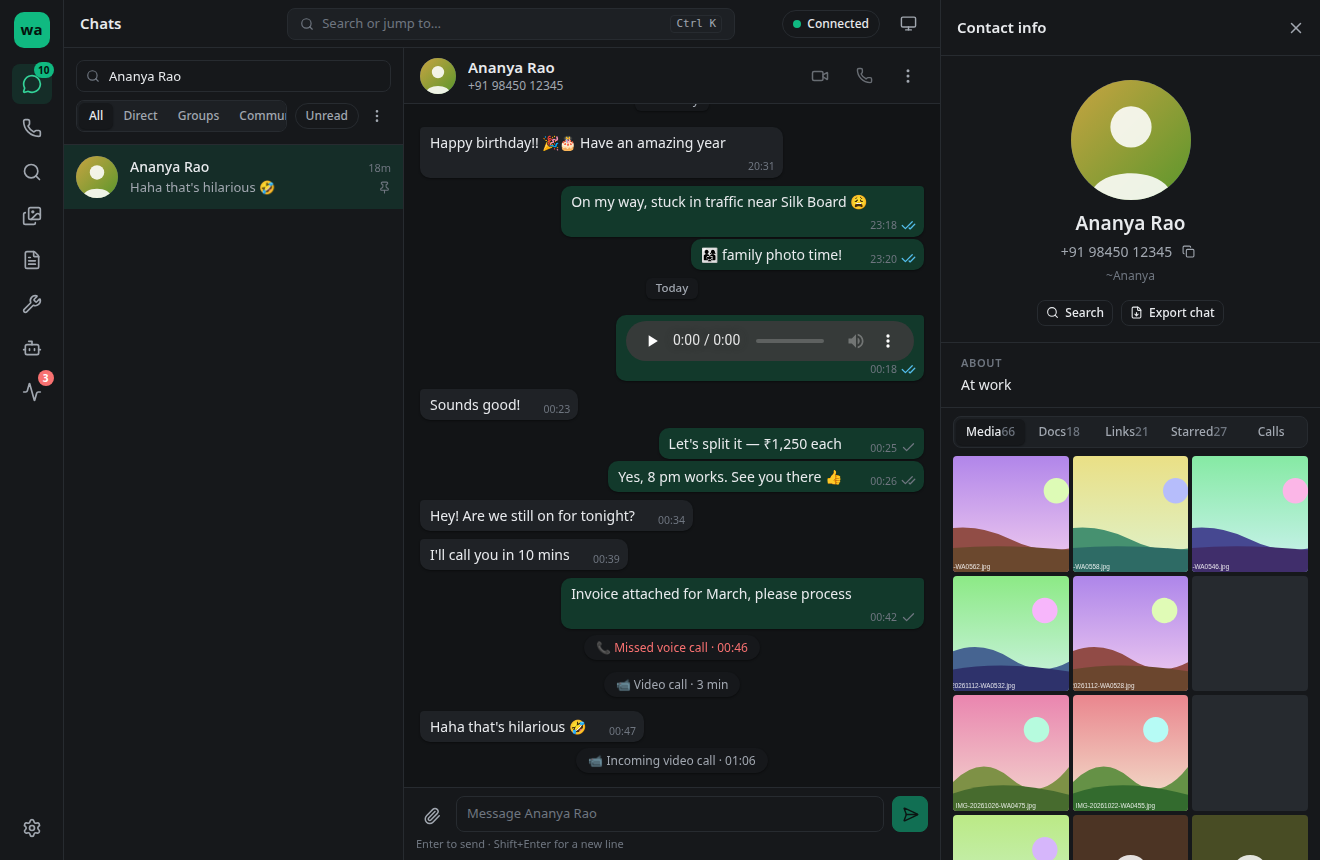 wa
Chats
Search or jump to...
Ctrl K
Connected
10
3
Ananya Rao
All Direct Groups Commu
Unread
Ananya Rao
18m
Haha that's hilarious 🤣
Ananya Rao
+91 98450 12345
Happy birthday!! 🎉🎂 Have an amazing year
20:31
On my way, stuck in traffic near Silk Board 😩
23:18
👨‍👩‍👧 family photo time!
23:20
Today
0:00 / 0:00
00:18
Sounds good!
00:23
Let's split it — ₹1,250 each
00:25
Yes, 8 pm works. See you there 👍
00:26
Hey! Are we still on for tonight?
00:34
I'll call you in 10 mins
00:39
Invoice attached for March, please process
00:42
📞 Missed voice call · 00:46
📹 Video call · 3 min
Haha that's hilarious 🤣
00:47
📹 Incoming video call · 01:06
Message Ananya Rao
Enter to send · Shift+Enter for a new line
Contact info
Ananya Rao
+91 98450 12345
~Ananya
Search
Export chat
ABOUT
At work
Media66 Docs18 Links21 Starred27 Calls
-WA0562.jpg
-WA0558.jpg
-WA0546.jpg
20261112-WA0532.jpg
20261112-WA0528.jpg
IMG-20261026-WA0475.jpg
IMG-20261022-WA0455.jpg